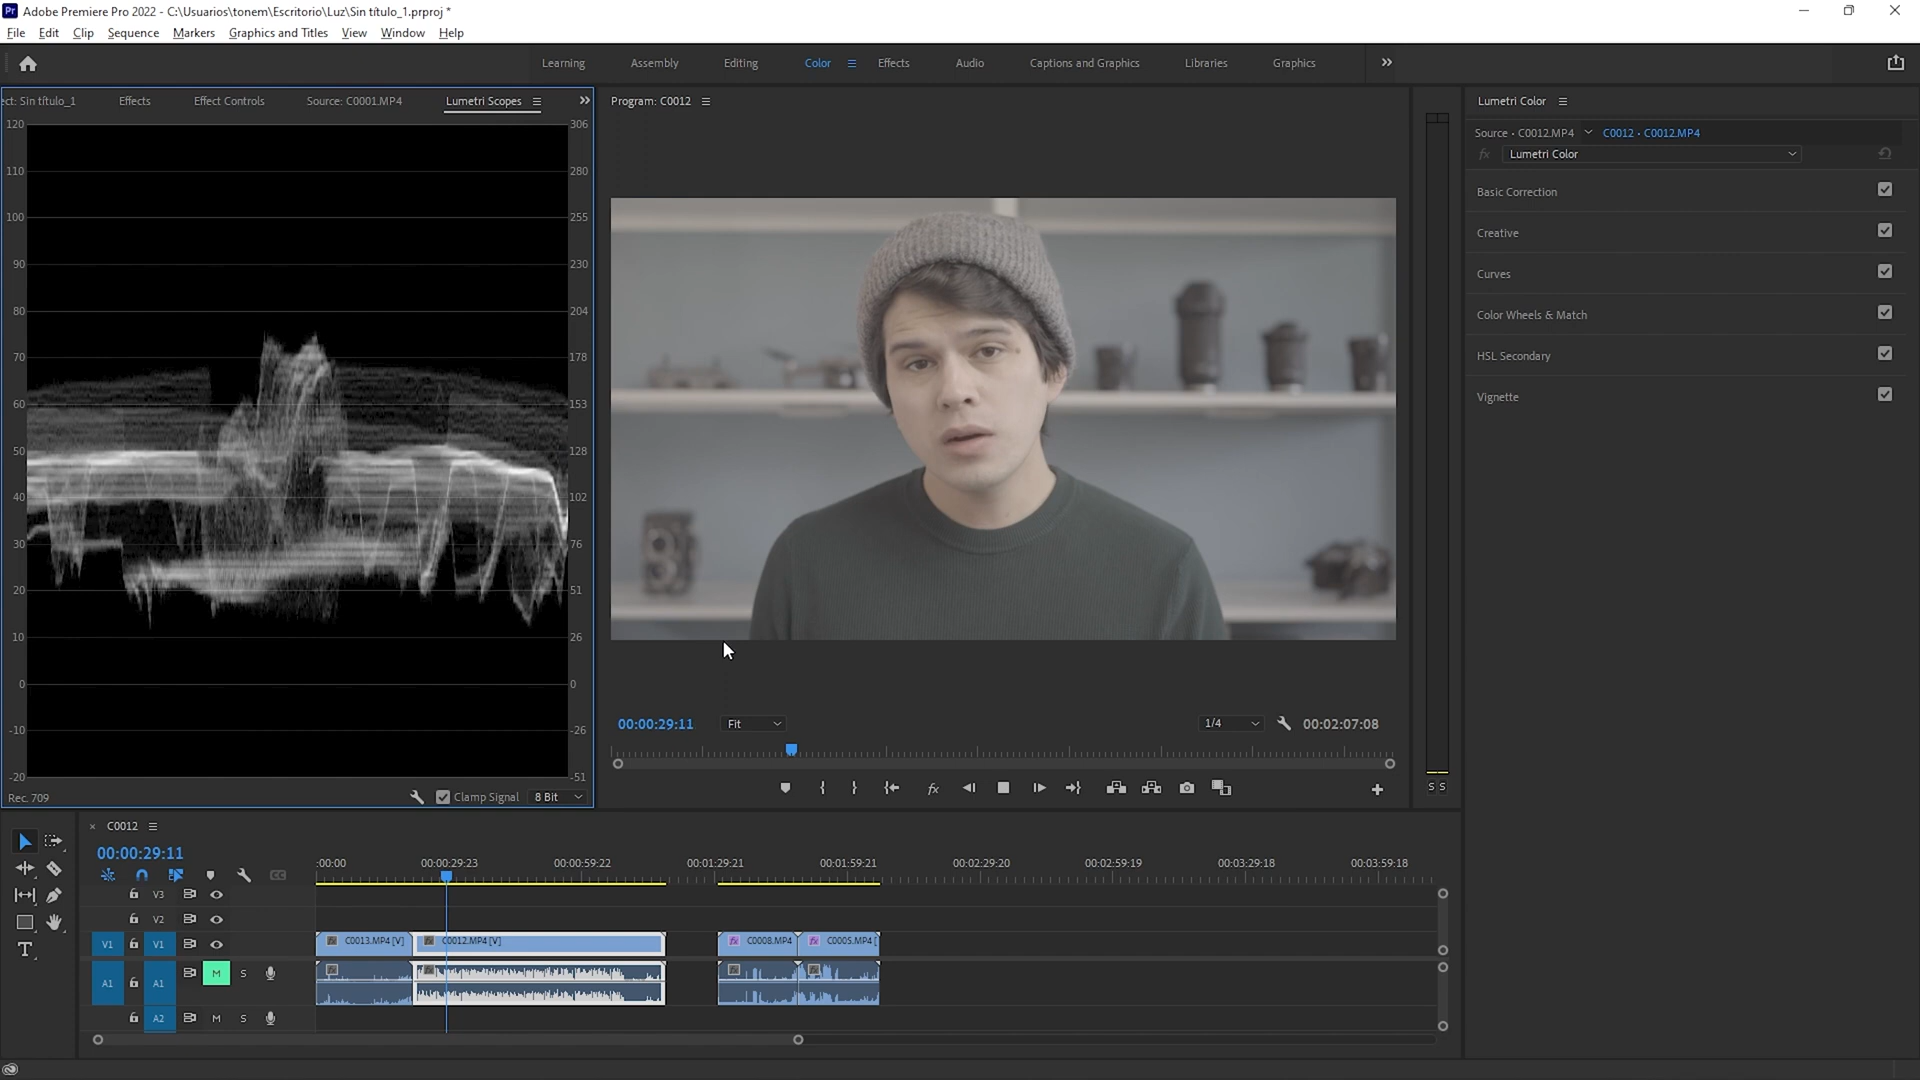 Pr Adobe Premiere Pro 2022 - C:\Usuarios\tonem\Escritorio\Luz\Sin título_1.prproj *
File Edit Clip Sequence Markers Graphics and Titles View Window Help
Learning Assembly Editing Color Effects Audio Captions and Graphics Libraries Graphics
ect: Sin título_1 Effects Effect Controls Source: C0001.MP4 Lumetri Scopes
Program: C0012
Lumetri Color
Source • C0012.MP4 C0012 • C0012.MP4
fx Lumetri Color
Basic Correction
Creative
Curves
Color Wheels & Match
HSL Secondary
Vignette
120 306
110 280
100 255
90 230
80 204
70 178
60 153
50 128
40 102
30 76
20 51
10 26
0 0
-10 -26
-20 -51
Rec. 709 Clamp Signal 8 Bit
00:00:29:11 Fit 1/4 00:02:07:08
fx
S S
× C0012
00:00:29:11
:00:00 00:00:29:23 00:00:59:22 00:01:29:21 00:01:59:21 00:02:29:20 00:02:59:19 00:03:29:18 00:03:59:18
V3
V2
V1 V1 fx C0013.MP4 [V] fx C0012.MP4 [V] fx C0008.MP4 fx C0005.MP4 [
A1 A1 M S
A2 M S